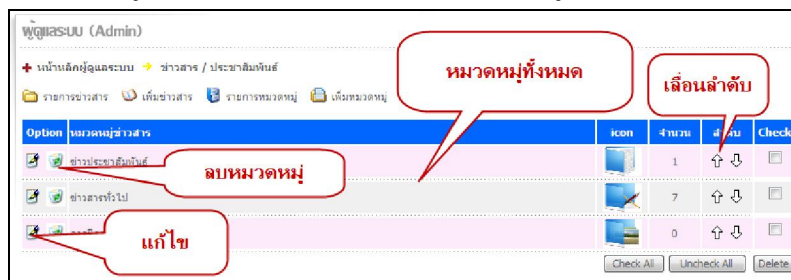 ผู้ดูแลระบบ (Admin)
หน้าหลักผู้ดูแลระบบ ข่าวสาร / ประชาสัมพันธ์
รายการข่าวสาร เพิ่มข่าวสาร รายการหมวดหมู่ เพิ่มหมวดหมู่
หมวดหมู่ทั้งหมด
เลื่อนลำดับ
Option หมวดหมู่ข่าวสาร icon จำนวน ลำดับ Check
ข่าวประชาสัมพันธ์ 1
ลบหมวดหมู่
ข่าวสารทั่วไป 7
0
แก้ไข
Check All Uncheck All Delete